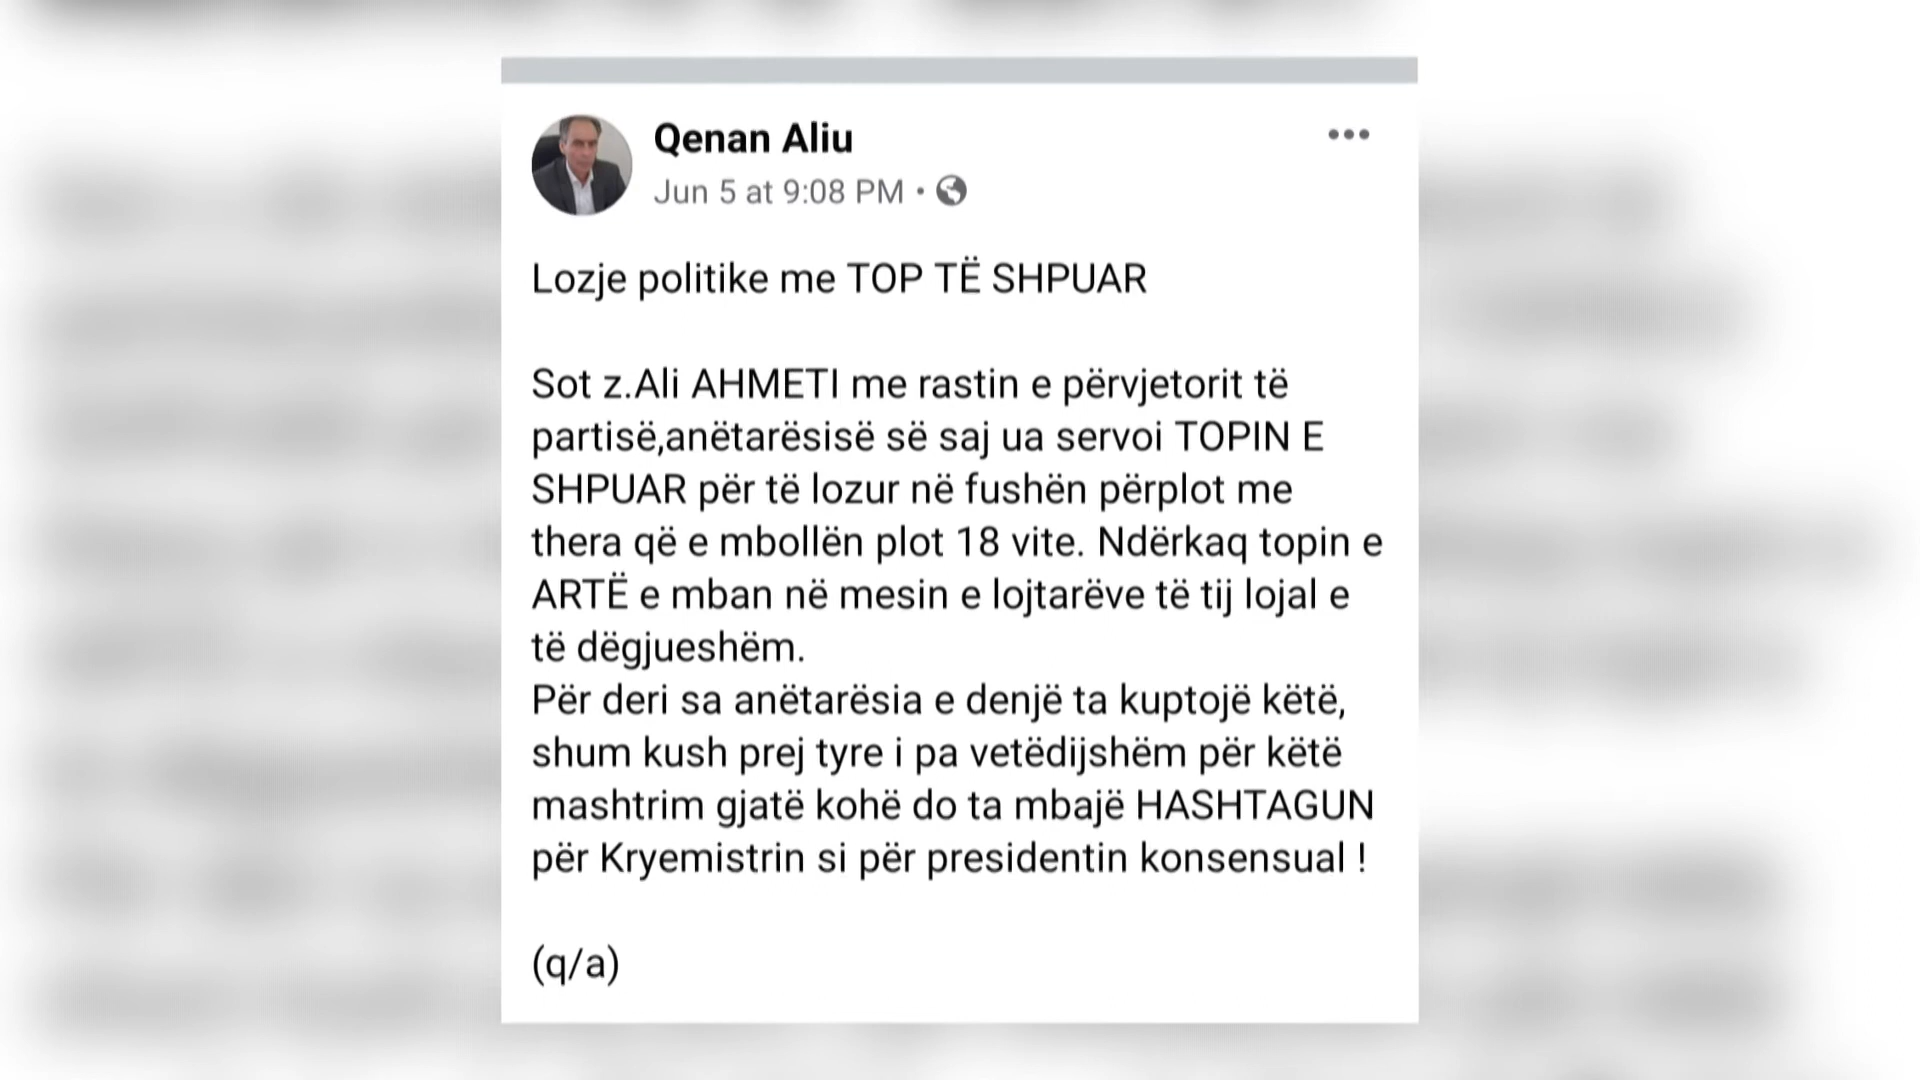 Qenan Aliu
Jun 5 at 9:08 PM •
Lozje politike me TOP TË SHPUAR
Sot z.Ali AHMETI me rastin e përvjetorit të
partisë,anëtarësisë së saj ua servoi TOPIN E
SHPUAR për të lozur në fushën përplot me
thera që e mbollën plot 18 vite. Ndërkaq topin e
ARTË e mban në mesin e lojtarëve të tij lojal e
të dëgjueshëm.
Për deri sa anëtarësia e denjë ta kuptojë këtë,
shum kush prej tyre i pa vetëdijshëm për këtë
mashtrim gjatë kohë do ta mbajë HASHTAGUN
për Kryemistrin si për presidentin konsensual !
(q/a)